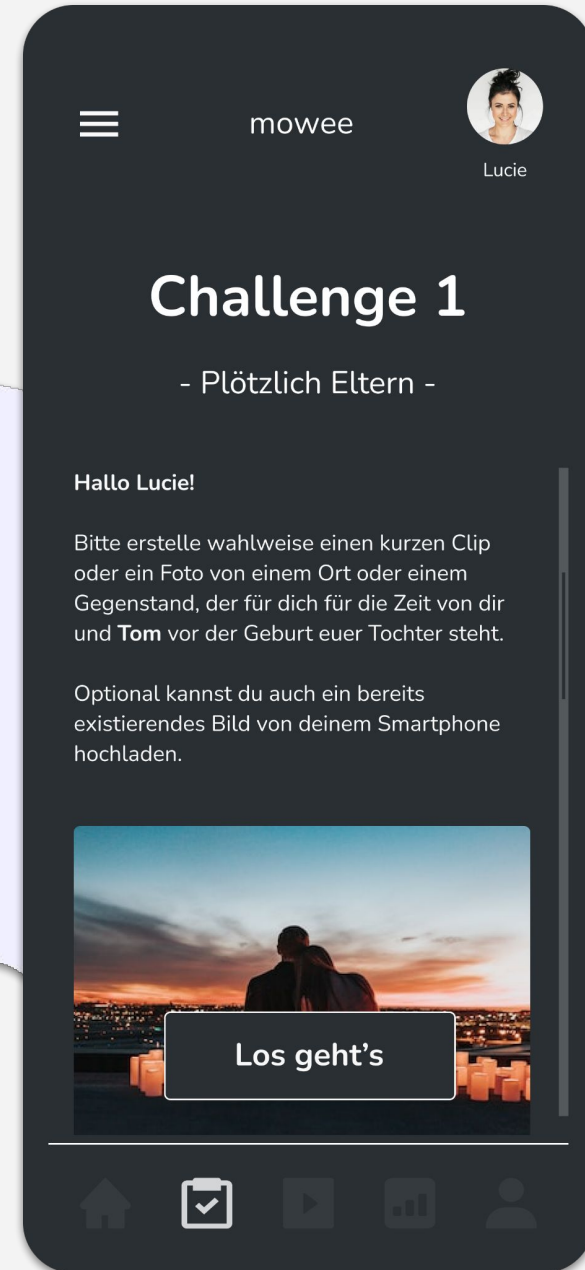 mowee
Lucie
Challenge 1
- Plötzlich Eltern -
Hallo Lucie!
Bitte erstelle wahlweise einen kurzen Clip
oder ein Foto von einem Ort oder einem
Gegenstand, der für dich für die Zeit von dir
und Tom vor der Geburt euer Tochter steht.
Optional kannst du auch ein bereits
existierendes Bild von deinem Smartphone
hochladen.
Los geht’s